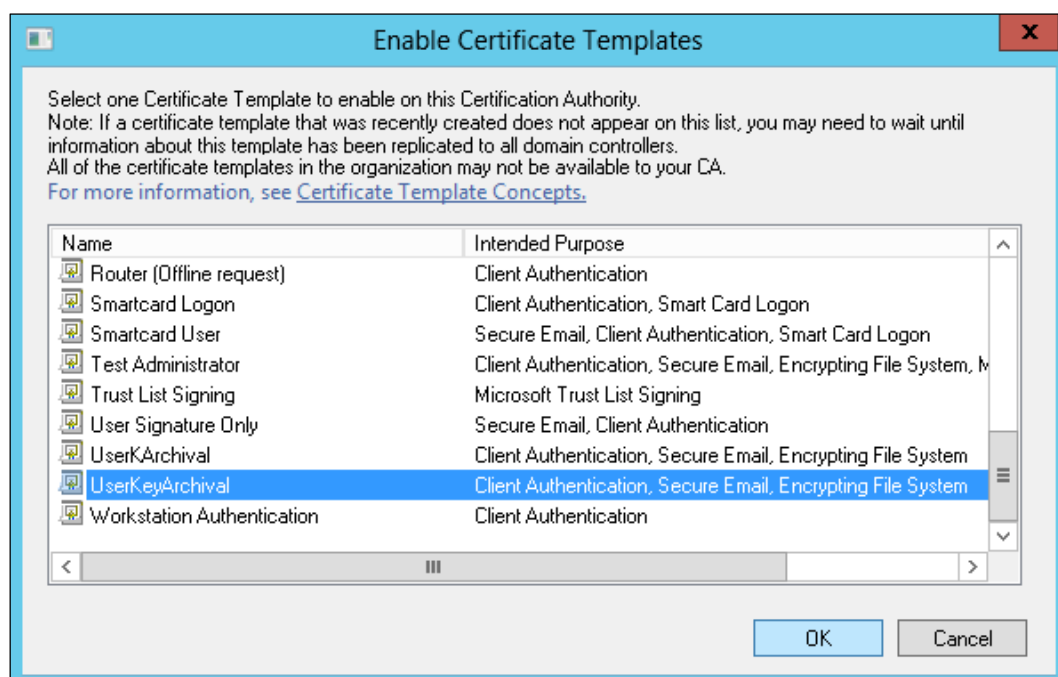 Enable Certificate Templates
x
Select one Certificate Template to enable on this Certification Authority.
Note: If a certificate template that was recently created does not appear on this list, you may need to wait until
information about this template has been replicated to all domain controllers.
All of the certificate templates in the organization may not be available to your CA.
For more information, see Certificate Template Concepts.
Name Intended Purpose
Router (Offline request) Client Authentication
Smartcard Logon Client Authentication, Smart Card Logon
Smartcard User Secure Email, Client Authentication, Smart Card Logon
Test Administrator Client Authentication, Secure Email, Encrypting File System, M
Trust List Signing Microsoft Trust List Signing
User Signature Only Secure Email, Client Authentication
UserKArchival Client Authentication, Secure Email, Encrypting File System
UserKeyArchival Client Authentication, Secure Email, Encrypting File System
Workstation Authentication Client Authentication
OK Cancel